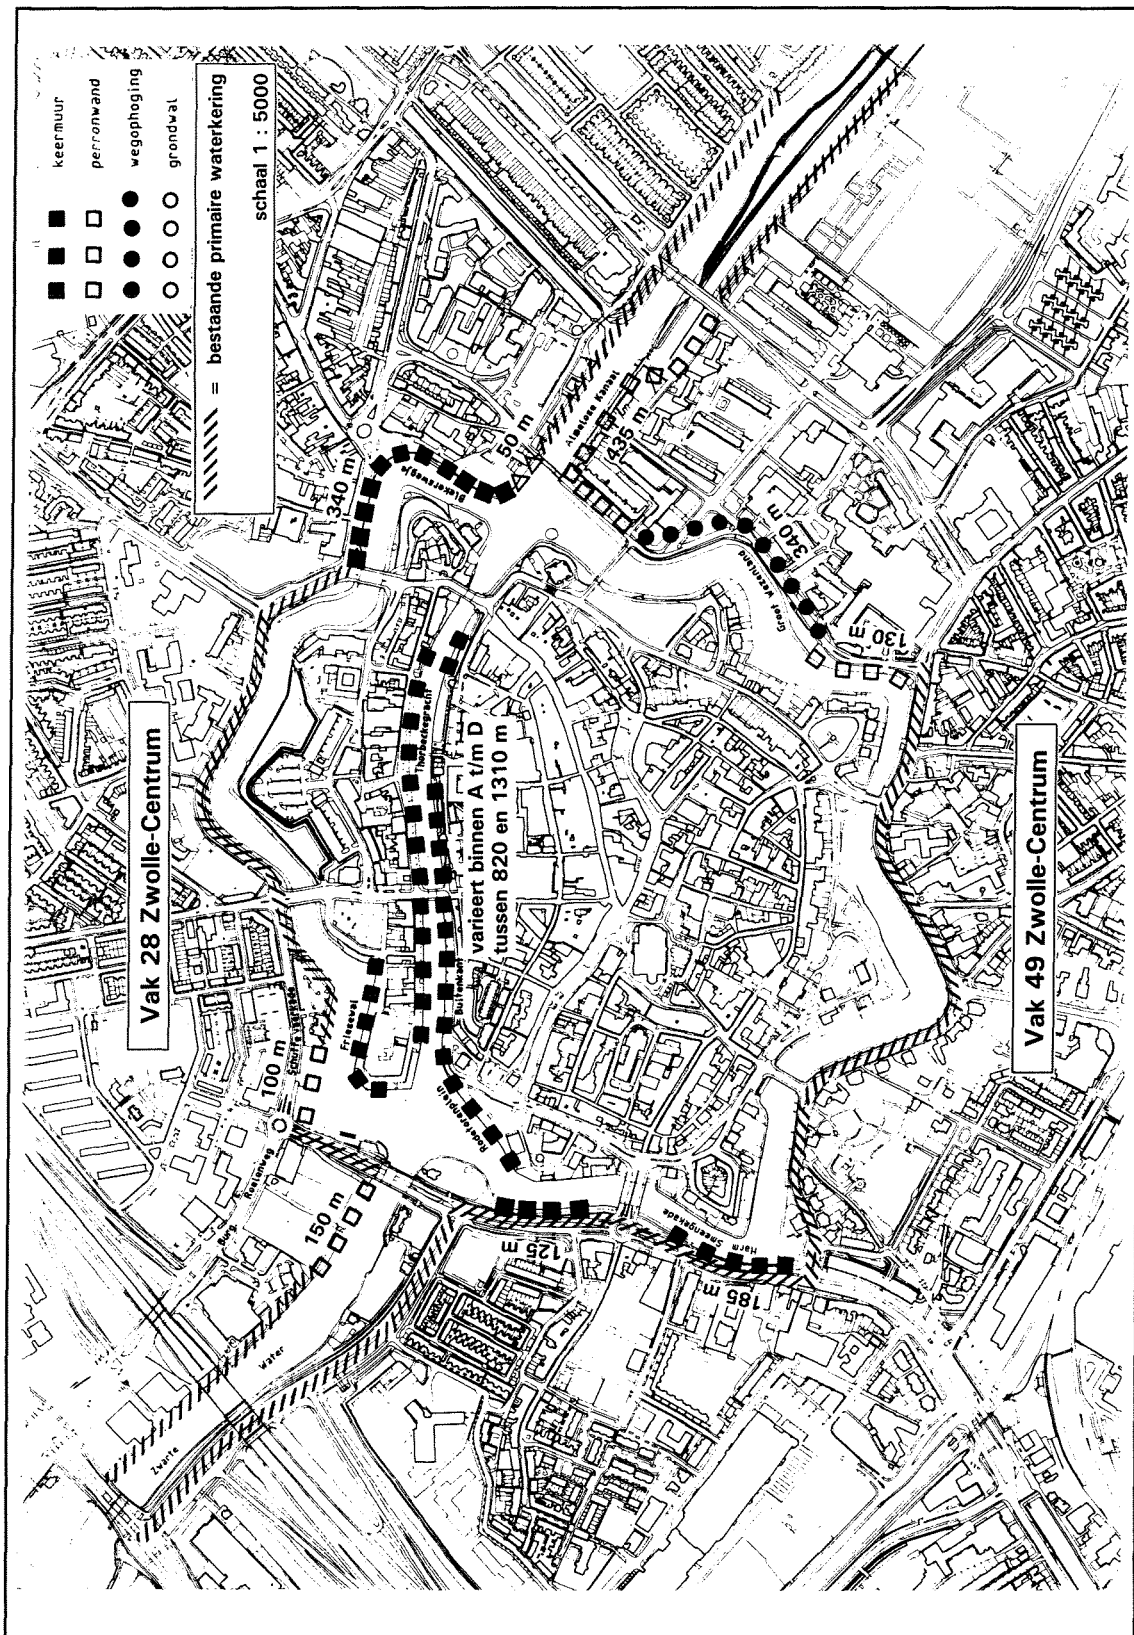 keermuur
perronwand
wegophoging
grondwal
= bestaande primaire waterkering
schaal 1 : 5000
Vak 28 Zwolle-Centrum
Vak 49 Zwolle-Centrum
varieert binnen A t/m D
tussen 820 en 1310 m
340 m
50 m
435 m
340 m
130 m
100 m
150 m
125 m
185 m
Almelose Kanaal
Groot Wezenland
Thorbeckegracht
Buitenkant
Rodetorenplein
Friesewal
Burg.
Roelenweg
Zwarte
Water
Harm
Smeengekade